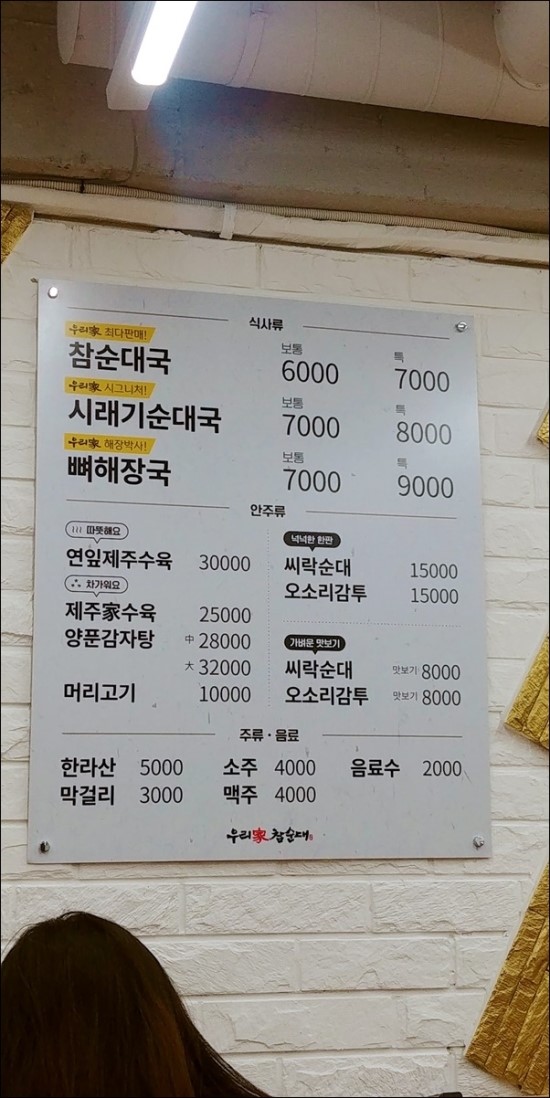 식사류
우리家 최다판매!
보통 특
참순대국 6000 7000
우리家 시그니처!
보통 특
시래기순대국 7000 8000
우리家 해장박사!
보통 특
뼈해장국 7000 9000
안주류
따뜻해요
연잎제주수육 30000
차가워요
제주家수육 25000
양푼감자탕 中 28000
大 32000
머리고기 10000
넉넉한 한판
씨락순대 15000
오소리감투 15000
가벼운 맛보기
씨락순대 맛보기 8000
오소리감투 맛보기 8000
주류 · 음료
한라산 5000 소주 4000 음료수 2000
막걸리 3000 맥주 4000
우리家 참순대